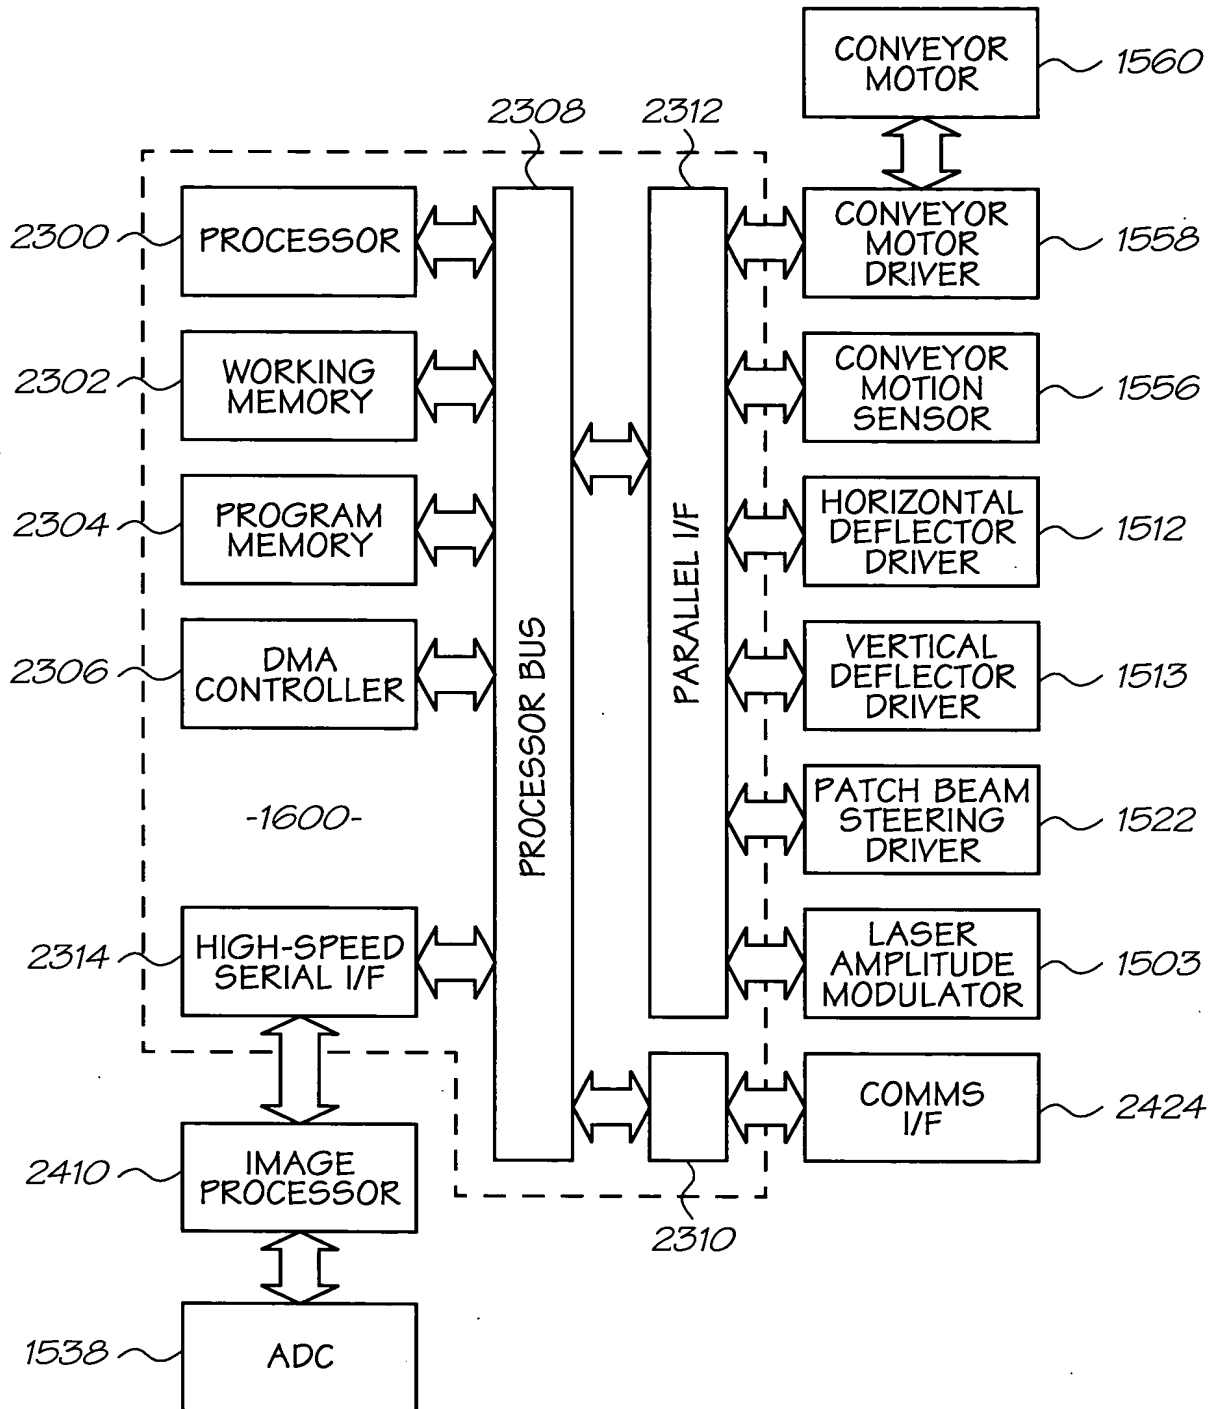 CONVEYOR
MOTOR
1560
2308
2312
2300
PROCESSOR
CONVEYOR
MOTOR
DRIVER
1558
2302
WORKING
MEMORY
CONVEYOR
MOTION
SENSOR
1556
2304
PROGRAM
MEMORY
HORIZONTAL
DEFLECTOR
DRIVER
1512
2306
DMA
CONTROLLER
PROCESSOR BUS
PARALLEL I/F
VERTICAL
DEFLECTOR
DRIVER
1513
-1600-
PATCH BEAM
STEERING
DRIVER
1522
2314
HIGH-SPEED
SERIAL I/F
LASER
AMPLITUDE
MODULATOR
1503
COMMS
I/F
2424
2410
IMAGE
PROCESSOR
2310
1538
ADC